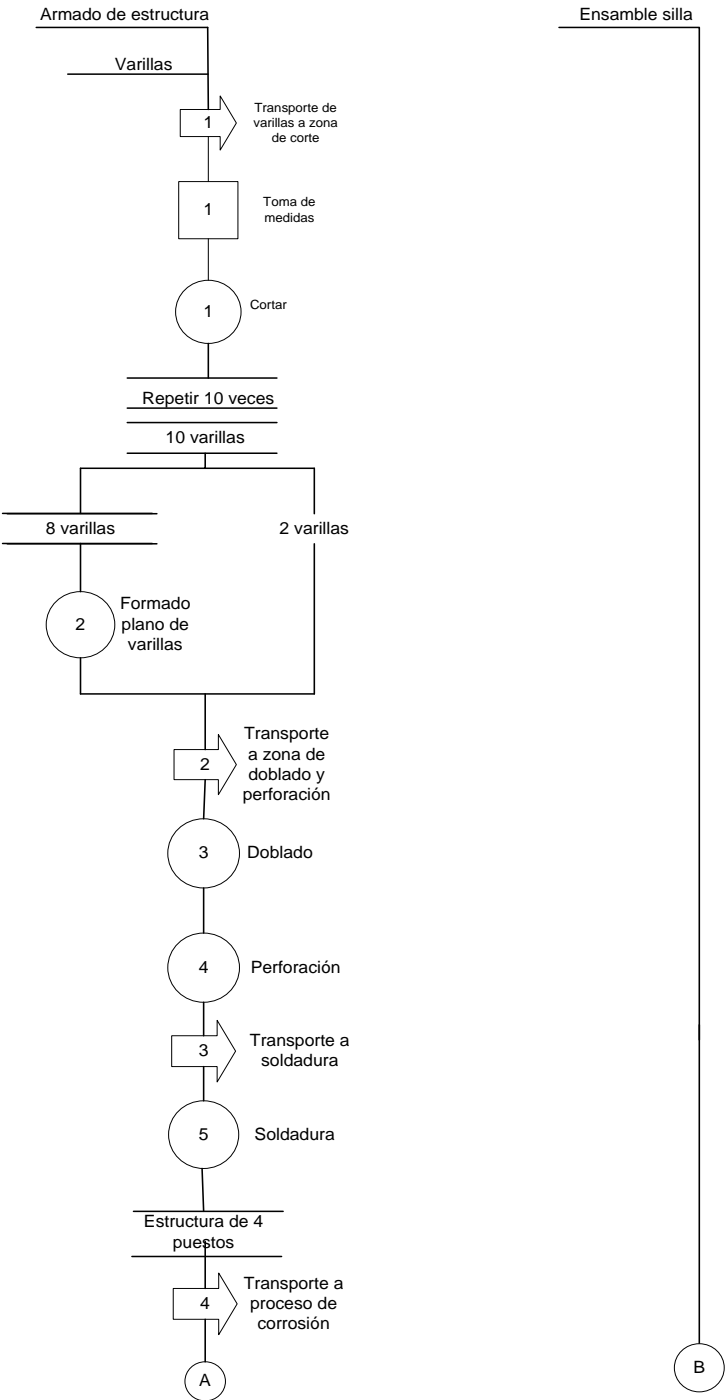 Armado de estructura
Ensamble silla
Varillas
1
Transporte de
varillas a zona
de corte
1
Toma de
medidas
1
Cortar
Repetir 10 veces
10 varillas
8 varillas
2 varillas
2
Formado
plano de
varillas
2
Transporte
a zona de
doblado y
perforación
3
Doblado
4
Perforación
3
Transporte a
soldadura
5
Soldadura
Estructura de 4
puestos
4
Transporte a
proceso de
corrosión
A
B